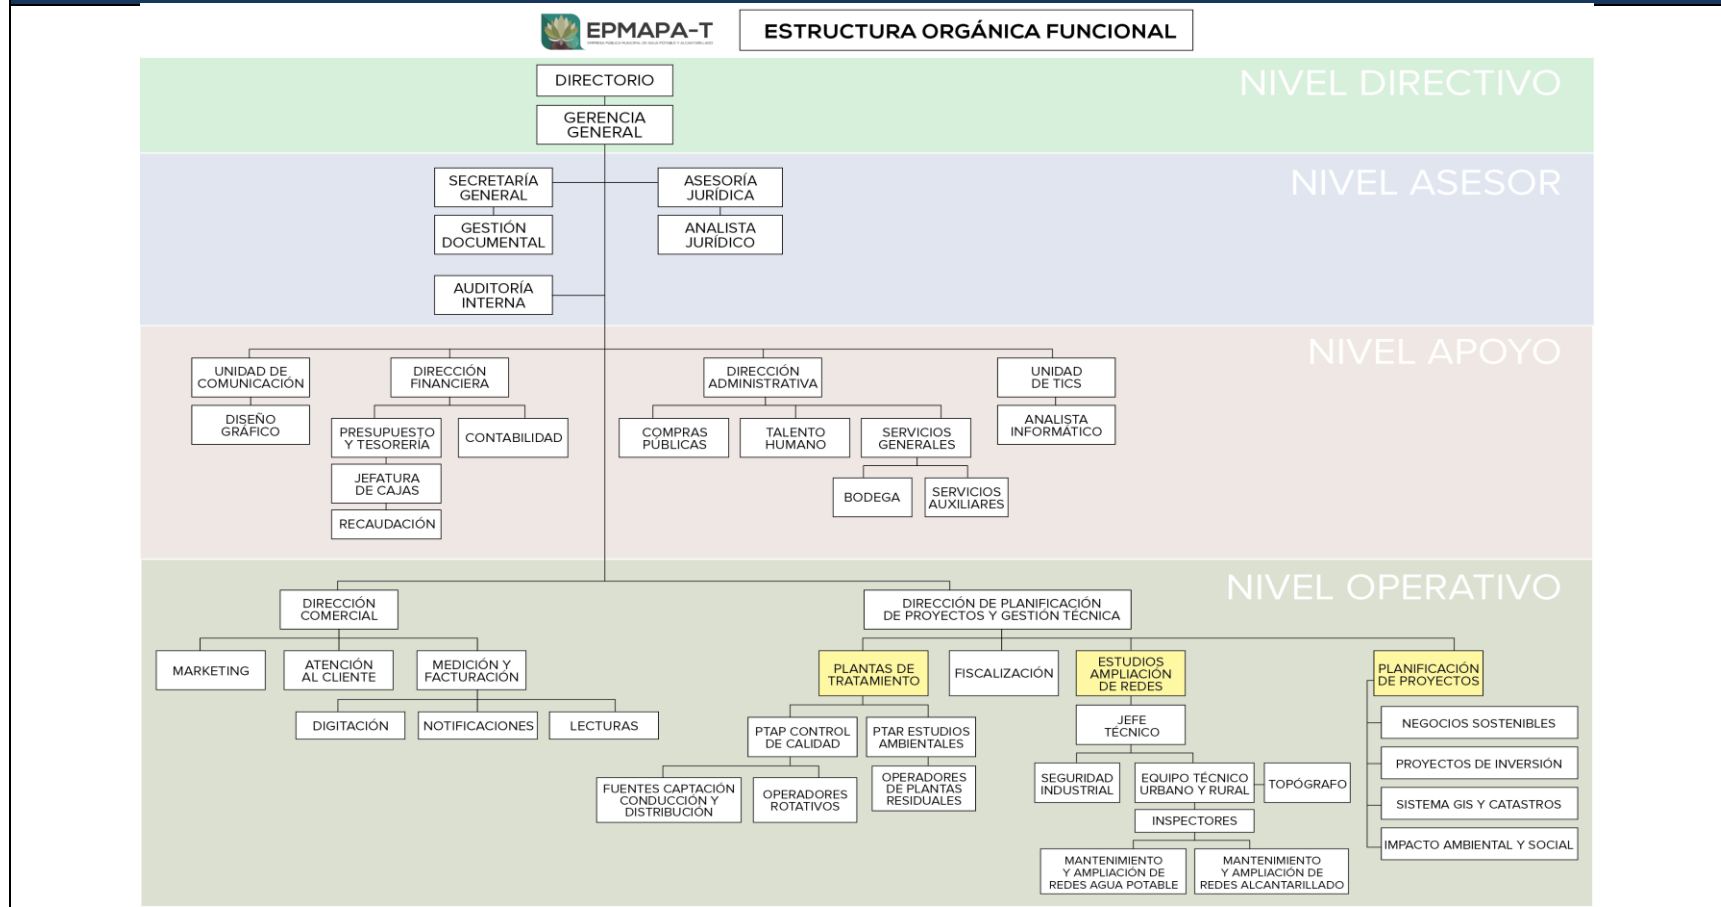 EPMAPA-T
EMPRESA PÚBLICA MUNICIPAL DE AGUA POTABLE Y ALCANTARILLADO
ESTRUCTURA ORGÁNICA FUNCIONAL
NIVEL DIRECTIVO
DIRECTORIO
GERENCIA
GENERAL
NIVEL ASESOR
SECRETARÍA
GENERAL
ASESORÍA
JURÍDICA
GESTIÓN
DOCUMENTAL
ANALISTA
JURÍDICO
AUDITORÍA
INTERNA
NIVEL APOYO
UNIDAD DE
COMUNICACIÓN
DIRECCIÓN
FINANCIERA
DIRECCIÓN
ADMINISTRATIVA
UNIDAD
DE TICS
DISEÑO
GRÁFICO
PRESUPUESTO
Y TESORERÍA
CONTABILIDAD
COMPRAS
PÚBLICAS
TALENTO
HUMANO
SERVICIOS
GENERALES
ANALISTA
INFORMÁTICO
JEFATURA
DE CAJAS
BODEGA
SERVICIOS
AUXILIARES
RECAUDACIÓN
NIVEL OPERATIVO
DIRECCIÓN
COMERCIAL
DIRECCIÓN DE PLANIFICACIÓN
DE PROYECTOS Y GESTIÓN TÉCNICA
MARKETING
ATENCIÓN
AL CLIENTE
MEDICIÓN Y
FACTURACIÓN
PLANTAS DE
TRATAMIENTO
FISCALIZACIÓN
ESTUDIOS
AMPLIACIÓN
DE REDES
PLANIFICACIÓN
DE PROYECTOS
DIGITACIÓN
NOTIFICACIONES
LECTURAS
PTAP CONTROL
DE CALIDAD
PTAR ESTUDIOS
AMBIENTALES
JEFE
TÉCNICO
NEGOCIOS SOSTENIBLES
FUENTES CAPTACIÓN
CONDUCCIÓN Y
DISTRIBUCIÓN
OPERADORES
ROTATIVOS
OPERADORES
DE PLANTAS
RESIDUALES
SEGURIDAD
INDUSTRIAL
EQUIPO TÉCNICO
URBANO Y RURAL
TOPÓGRAFO
PROYECTOS DE INVERSIÓN
INSPECTORES
SISTEMA GIS Y CATASTROS
MANTENIMIENTO
Y AMPLIACIÓN DE
REDES AGUA POTABLE
MANTENIMIENTO
Y AMPLIACIÓN DE
REDES ALCANTARILLADO
IMPACTO AMBIENTAL Y SOCIAL